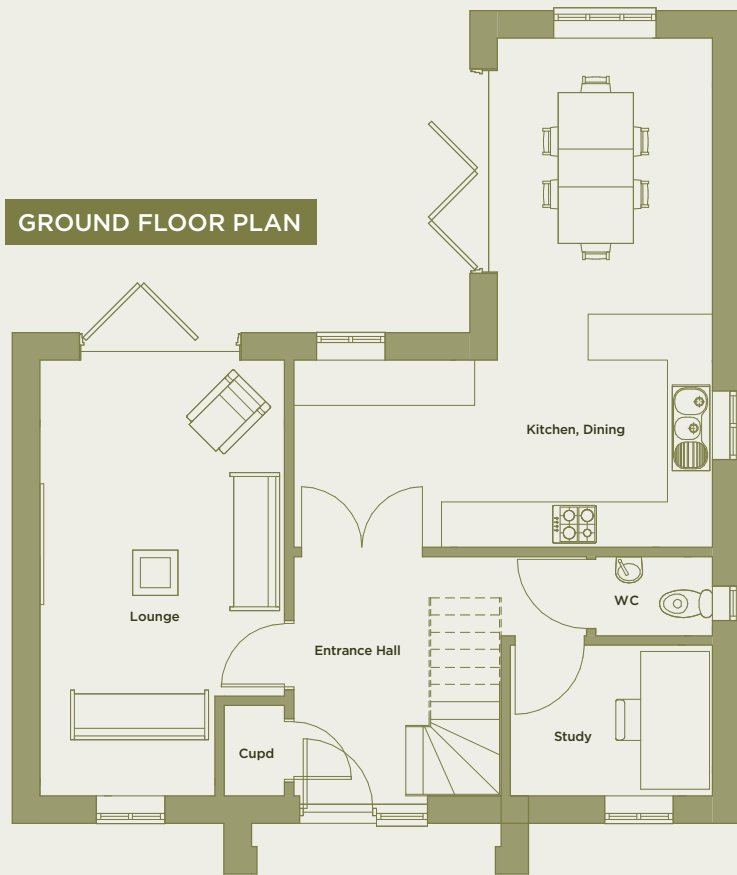 GROUND FLOOR PLAN
Kitchen, Dining
WC
Lounge
Entrance Hall
Study
Cupd